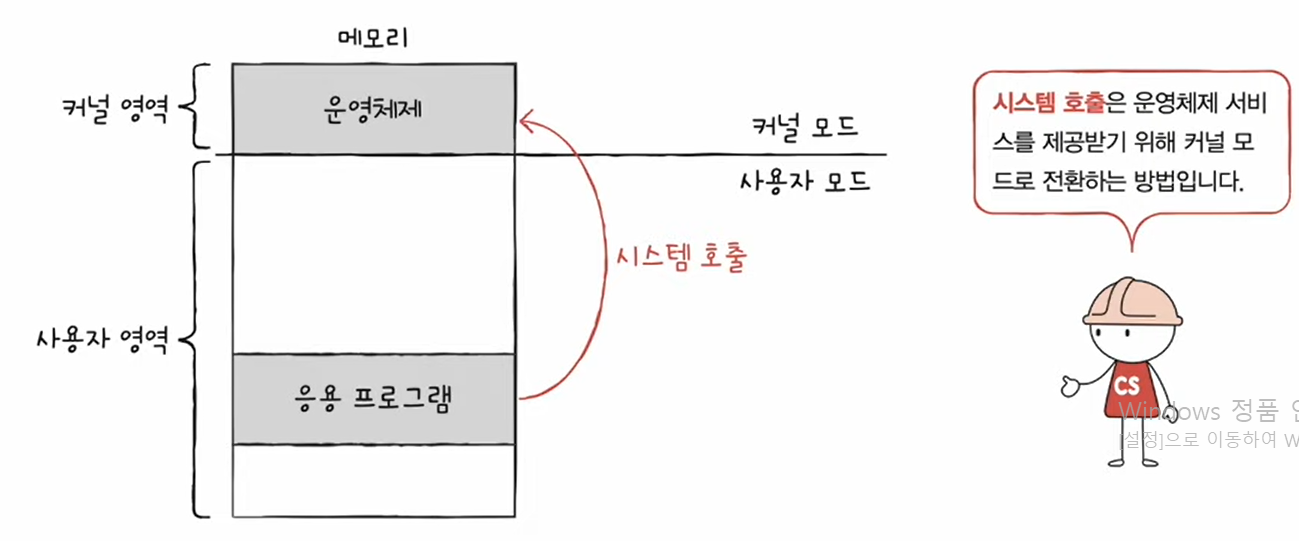 메모리
커널 영역
운영체제
커널 모드
사용자 모드
시스템 호출
사용자 영역
응용 프로그램
시스템 호출은 운영체제 서비
스를 제공받기 위해 커널 모
드로 전환하는 방법입니다.
CS
Windows 정품
[설정]으로 이동하여 W